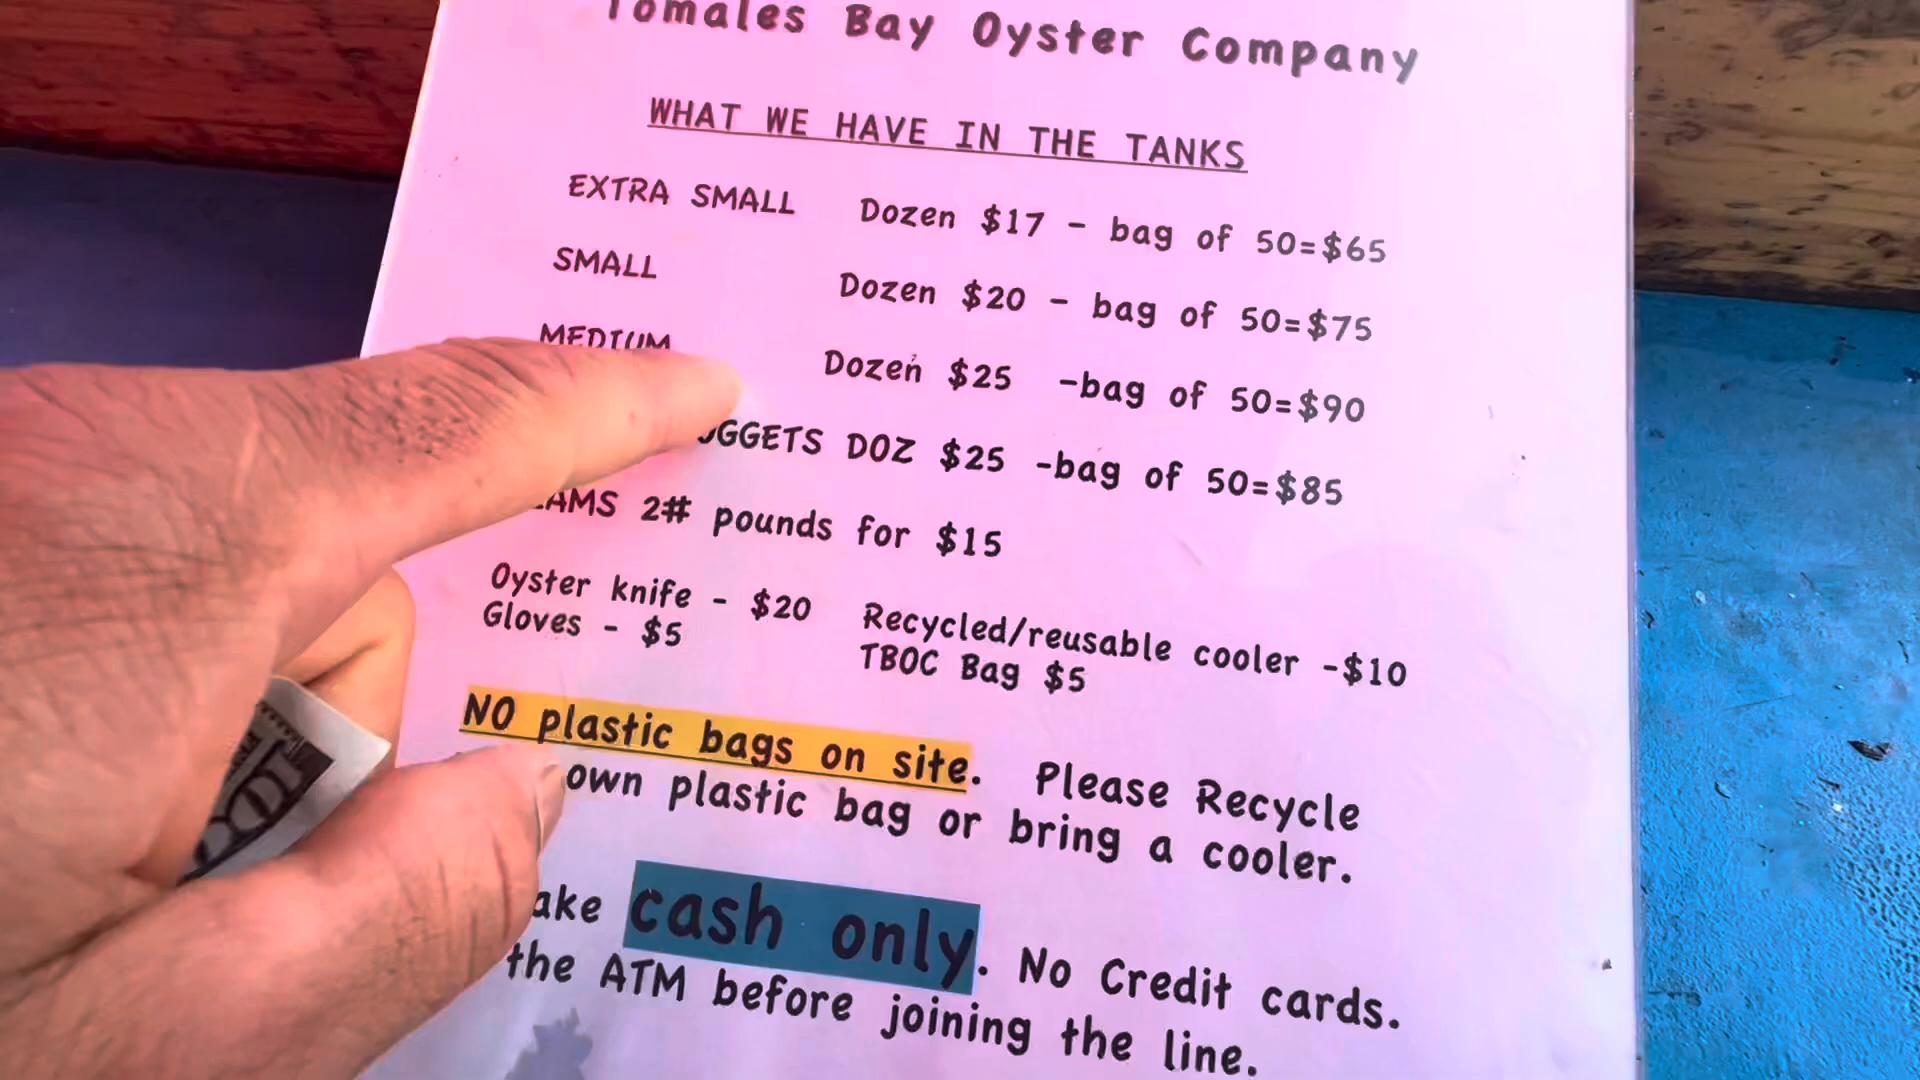 Tomales Bay Oyster Company
WHAT WE HAVE IN THE TANKS
EXTRA SMALL Dozen $17 - bag of 50=$65
SMALL Dozen $20 - bag of 50=$75
MEDIUM Dozen $25 -bag of 50=$90
DOZ $25 -bag of 50=$85
2# pounds for $15
Oyster knife - $20 Recycled/reusable cooler -$10
Gloves - $5 TBOC Bag $5
NO plastic bags on site. Please Recycle
own plastic bag or bring a cooler.
cash only. No Credit cards.
the ATM before joining the line.
100